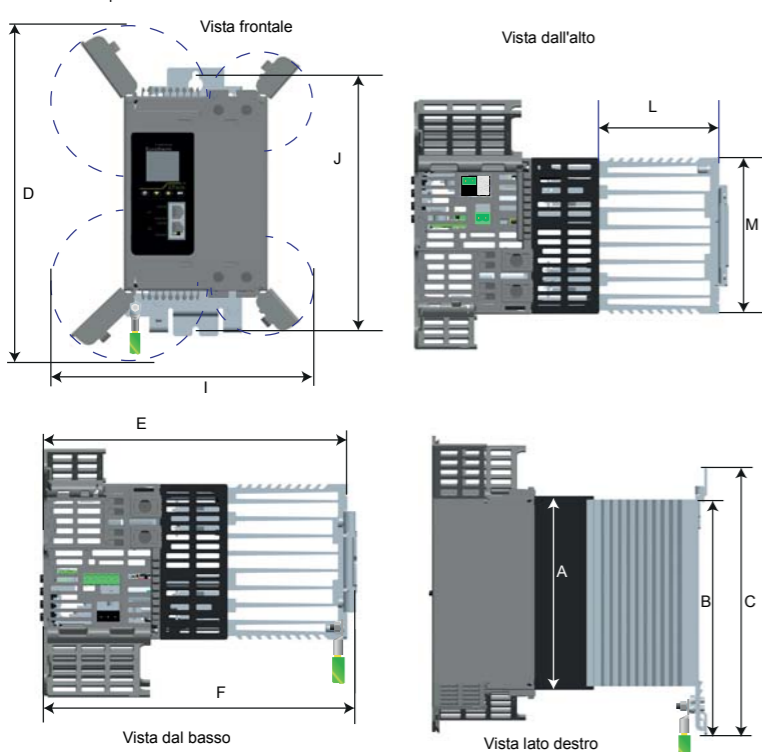 Vista frontale
Vista dall'alto
D
J
I
L
M
E
F
Vista dal basso
A
B
C
Vista lato destro